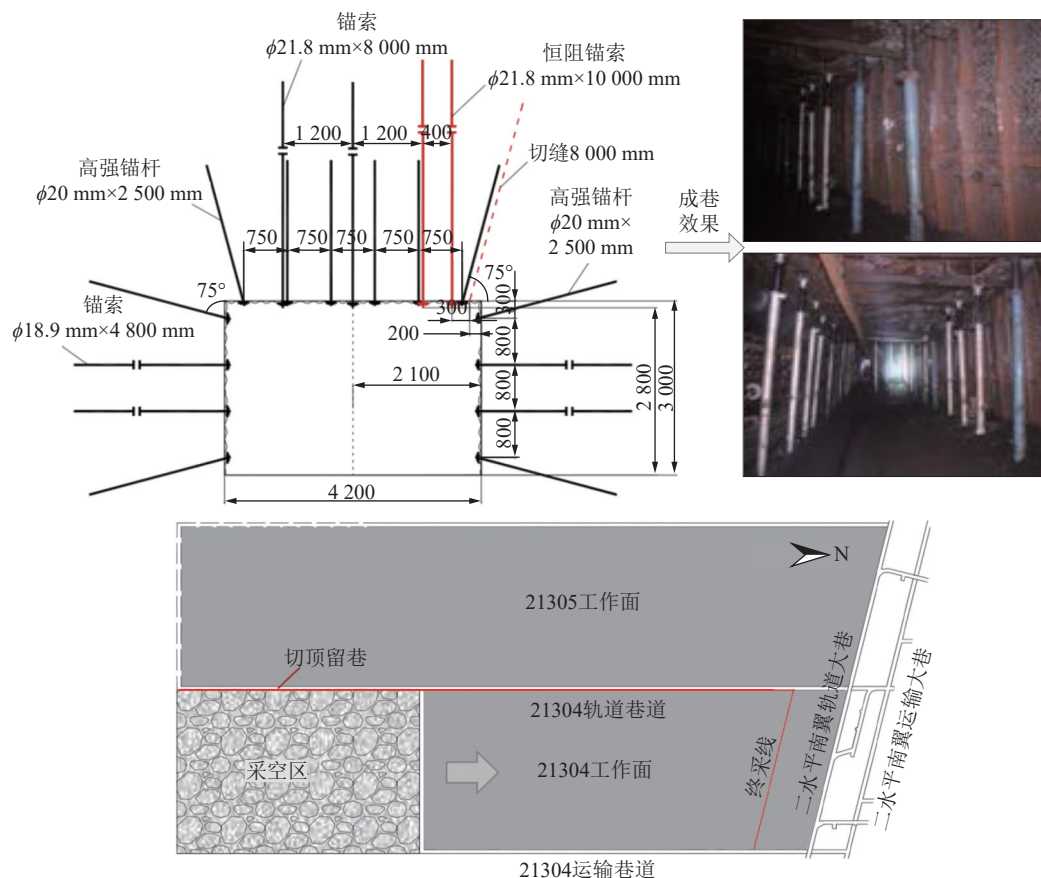 锚索
ϕ21.8 mm×8 000 mm
恒阻锚索
ϕ21.8 mm×10 000 mm
1 200
1 200
400
切缝8 000 mm
高强锚杆
ϕ20 mm×2 500 mm
高强锚杆
ϕ20 mm×
2 500 mm
成巷
效果
750
750
750
750
750
75°
75°
锚索
ϕ18.9 mm×4 800 mm
300
300
200
800
800
800
2 100
2 800
3 000
4 200
N
21305工作面
切顶留巷
21304轨道巷道
采空区
21304工作面
终采线
二水平南翼轨道大巷
二水平南翼运输大巷
21304运输巷道